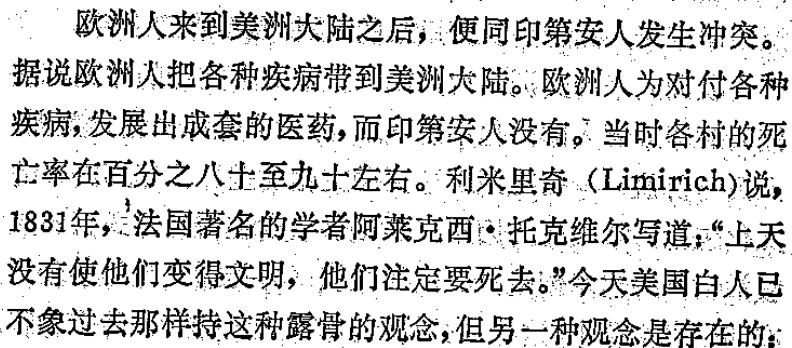 欧洲人来到美洲大陆之后，便同印第安人发生冲突。
据说欧洲人把各种疾病带到美洲大陆。欧洲人为对付各种
疾病，发展出成套的医药，而印第安人没有。当时各村的死
亡率在百分之八十至九十左右。利米里奇（Limirich）说，
1831年，法国著名的学者阿莱克西·托克维尔写道：“上天
没有使他们变得文明，他们注定要死去。”今天美国白人已
不象过去那样持这种露骨的观念，但另一种观念是存在的：